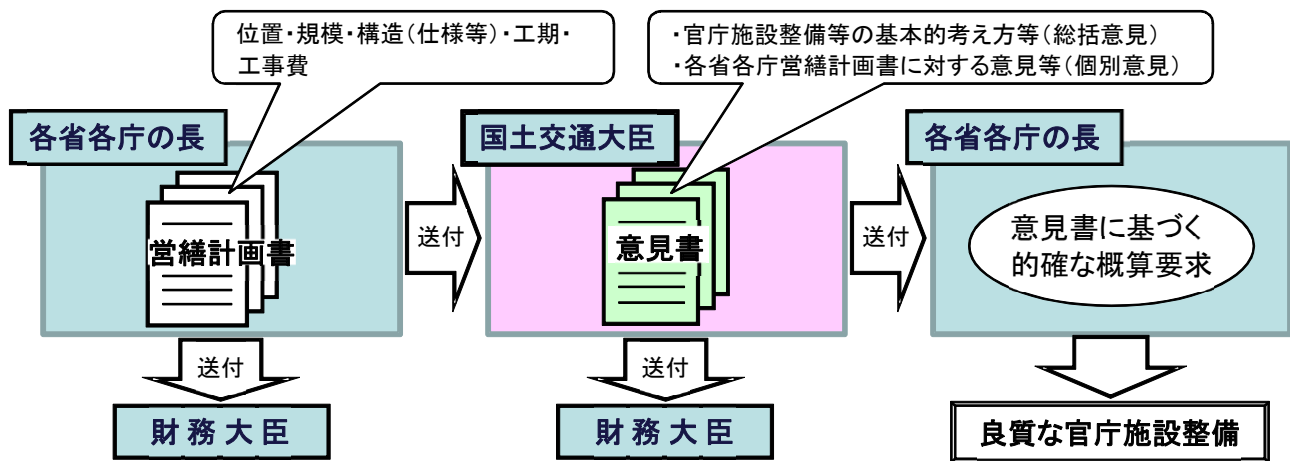 位置・規模・構造（仕様等）・工期・
工事費
・官庁施設整備等の基本的考え方等（総括意見）
・各省各庁営繕計画書に対する意見等（個別意見）
各省各庁の長
国土交通大臣
各省各庁の長
営繕計画書
送付
意見書
送付
意見書に基づく
的確な概算要求
送付
送付
財務大臣
財務大臣
良質な官庁施設整備